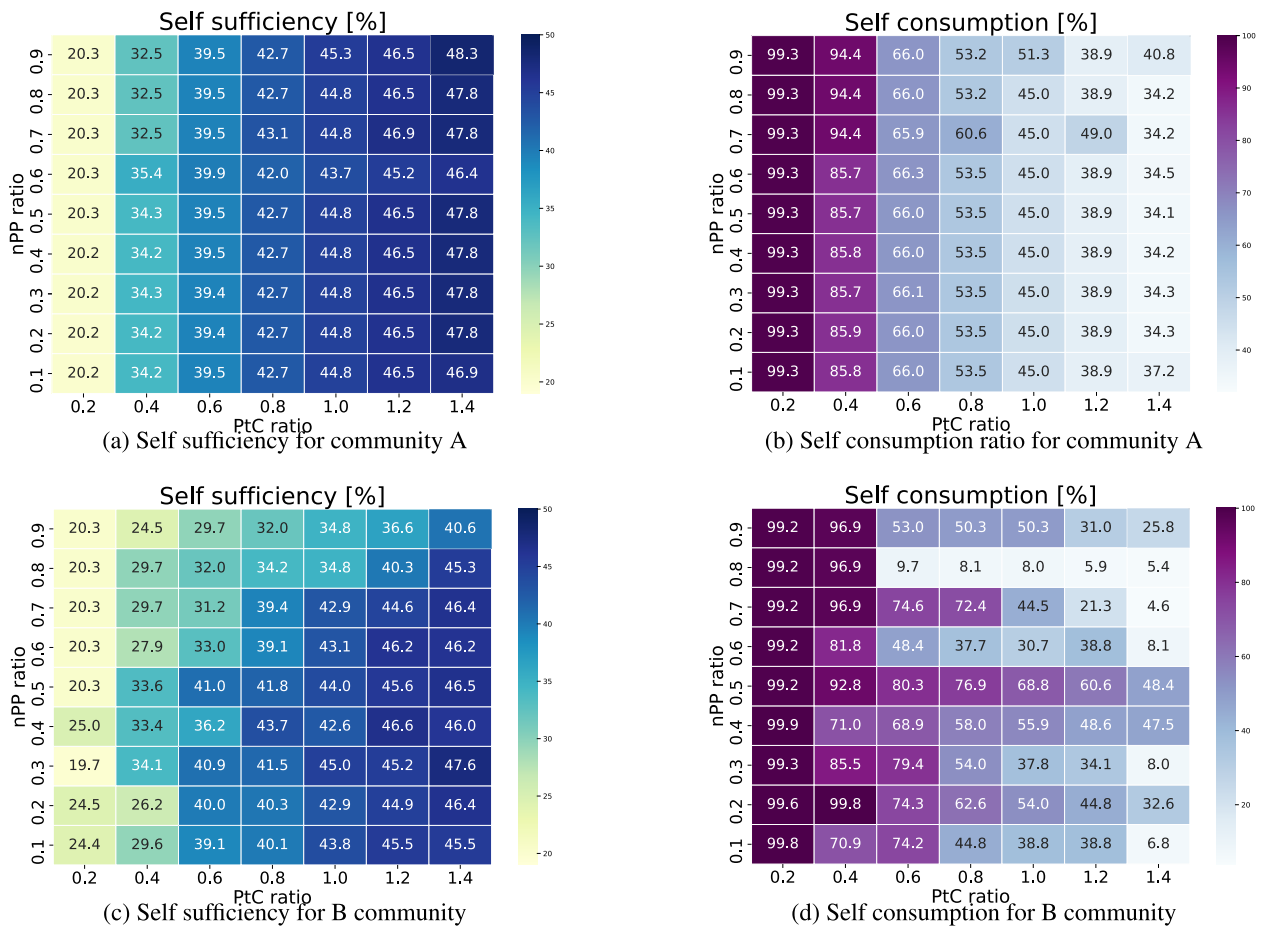 Self sufficiency [%]
nPP ratio
0.9 20.3 32.5 39.5 42.7 45.3 46.5 48.3
0.8 20.3 32.5 39.5 42.7 44.8 46.5 47.8
0.7 20.3 32.5 39.5 43.1 44.8 46.9 47.8
0.6 20.3 35.4 39.9 42.0 43.7 45.2 46.4
0.5 20.3 34.3 39.5 42.7 44.8 46.5 47.8
0.4 20.2 34.2 39.5 42.7 44.8 46.5 47.8
0.3 20.2 34.3 39.4 42.7 44.8 46.5 47.8
0.2 20.2 34.2 39.4 42.7 44.8 46.5 47.8
0.1 20.2 34.2 39.5 42.7 44.8 46.5 46.9
0.2 0.4 0.6 0.8 1.0 1.2 1.4
PtC ratio
50
45
40
35
30
25
20
(a) Self sufficiency for community A
Self consumption [%]
nPP ratio
0.9 99.3 94.4 66.0 53.2 51.3 38.9 40.8
0.8 99.3 94.4 66.0 53.2 45.0 38.9 34.2
0.7 99.3 94.4 65.9 60.6 45.0 49.0 34.2
0.6 99.3 85.7 66.3 53.5 45.0 38.9 34.5
0.5 99.3 85.7 66.0 53.5 45.0 38.9 34.1
0.4 99.3 85.8 66.0 53.5 45.0 38.9 34.2
0.3 99.3 85.7 66.1 53.5 45.0 38.9 34.3
0.2 99.3 85.9 66.0 53.5 45.0 38.9 34.3
0.1 99.3 85.8 66.0 53.5 45.0 38.9 37.2
0.2 0.4 0.6 0.8 1.0 1.2 1.4
PtC ratio
100
90
80
70
60
50
40
(b) Self consumption ratio for community A
Self sufficiency [%]
nPP ratio
0.9 20.3 24.5 29.7 32.0 34.8 36.6 40.6
0.8 20.3 29.7 32.0 34.2 34.8 40.3 45.3
0.7 20.3 29.7 31.2 39.4 42.9 44.6 46.4
0.6 20.3 27.9 33.0 39.1 43.1 46.2 46.2
0.5 20.3 33.6 41.0 41.8 44.0 45.6 46.5
0.4 25.0 33.4 36.2 43.7 42.6 46.6 46.0
0.3 19.7 34.1 40.9 41.5 45.0 45.2 47.6
0.2 24.5 26.2 40.0 40.3 42.9 44.9 46.4
0.1 24.4 29.6 39.1 40.1 43.8 45.5 45.5
0.2 0.4 0.6 0.8 1.0 1.2 1.4
PtC ratio
50
45
40
35
30
25
20
(c) Self sufficiency for B community
Self consumption [%]
nPP ratio
0.9 99.2 96.9 53.0 50.3 50.3 31.0 25.8
0.8 99.2 96.9 9.7 8.1 8.0 5.9 5.4
0.7 99.2 96.9 74.6 72.4 44.5 21.3 4.6
0.6 99.2 81.8 48.4 37.7 30.7 38.8 8.1
0.5 99.2 92.8 80.3 76.9 68.8 60.6 48.4
0.4 99.9 71.0 68.9 58.0 55.9 48.6 47.5
0.3 99.3 85.5 79.4 54.0 37.8 34.1 8.0
0.2 99.6 99.8 74.3 62.6 54.0 44.8 32.6
0.1 99.8 70.9 74.2 44.8 38.8 38.8 6.8
0.2 0.4 0.6 0.8 1.0 1.2 1.4
PtC ratio
100
80
60
40
20
(d) Self consumption for B community